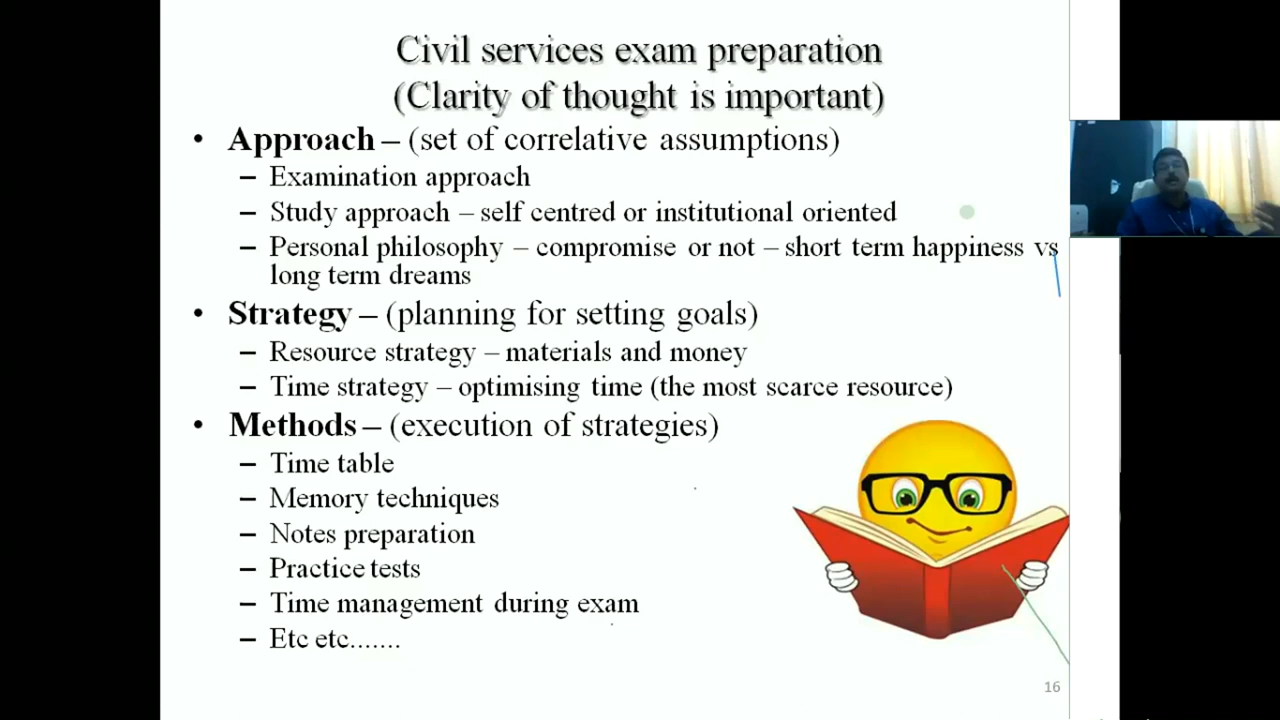 Civil services exam preparation
(Clarity of thought is important)
• Approach – (set of correlative assumptions)
– Examination approach
– Study approach – self centred or institutional oriented
– Personal philosophy – compromise or not – short term happiness vs
long term dreams
• Strategy – (planning for setting goals)
– Resource strategy – materials and money
– Time strategy – optimising time (the most scarce resource)
• Methods – (execution of strategies)
– Time table
– Memory techniques
– Notes preparation
– Practice tests
– Time management during exam
– Etc etc.......
16